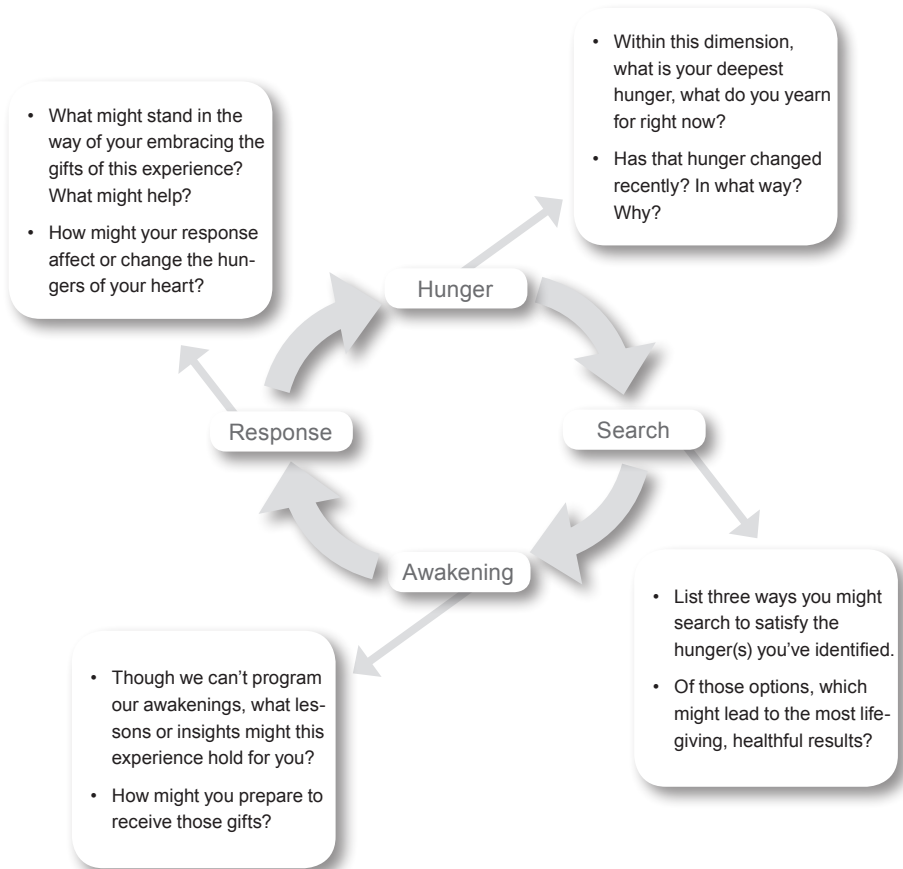 • Within this dimension,
what is your deepest
hunger, what do you yearn
for right now?
• Has that hunger changed
recently? In what way?
Why?
• What might stand in the
way of your embracing the
gifts of this experience?
What might help?
• How might your response
affect or change the hun-
gers of your heart?
Hunger
Response
Search
Awakening
• List three ways you might
search to satisfy the
hunger(s) you've identified.
• Of those options, which
might lead to the most life-
giving, healthful results?
• Though we can't program
our awakenings, what les-
sons or insights might this
experience hold for you?
• How might you prepare to
receive those gifts?